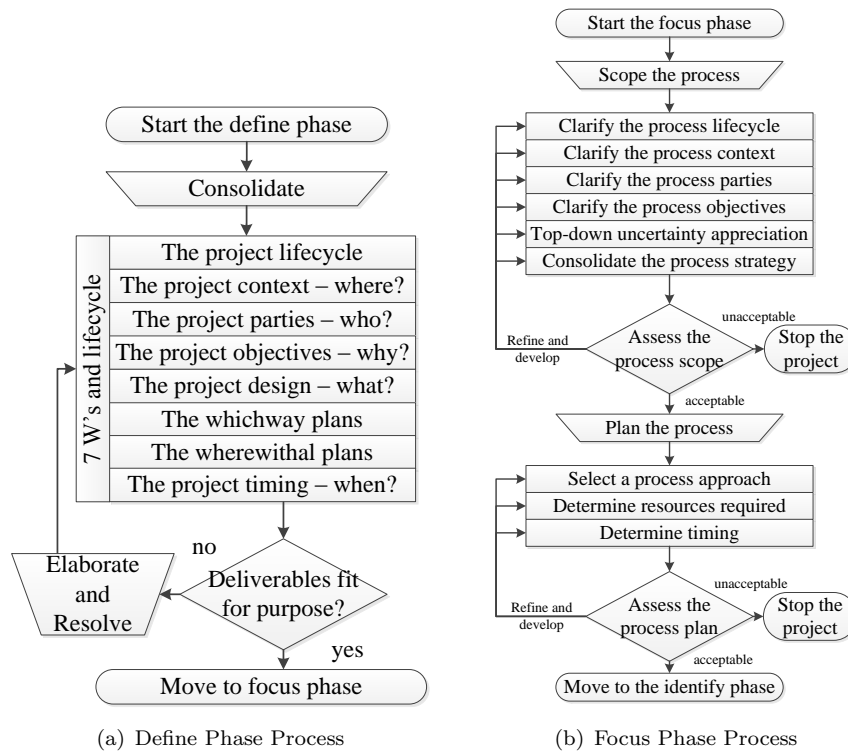 Start the define phase
Consolidate
7 W's and lifecycle
The project lifecycle
The project context – where?
The project parties – who?
The project objectives – why?
The project design – what?
The whichway plans
The wherewithal plans
The project timing – when?
no
Elaborate
and
Resolve
Deliverables fit
for purpose?
yes
Move to focus phase
(a) Define Phase Process
Start the focus phase
Scope the process
Clarify the process lifecycle
Clarify the process context
Clarify the process parties
Clarify the process objectives
Top-down uncertainty appreciation
Consolidate the process strategy
Refine and
develop
Assess the
process scope
unacceptable
Stop the
project
acceptable
Plan the process
Select a process approach
Determine resources required
Determine timing
Refine and
develop
Assess the
process plan
unacceptable
Stop the
project
acceptable
Move to the identify phase
(b) Focus Phase Process